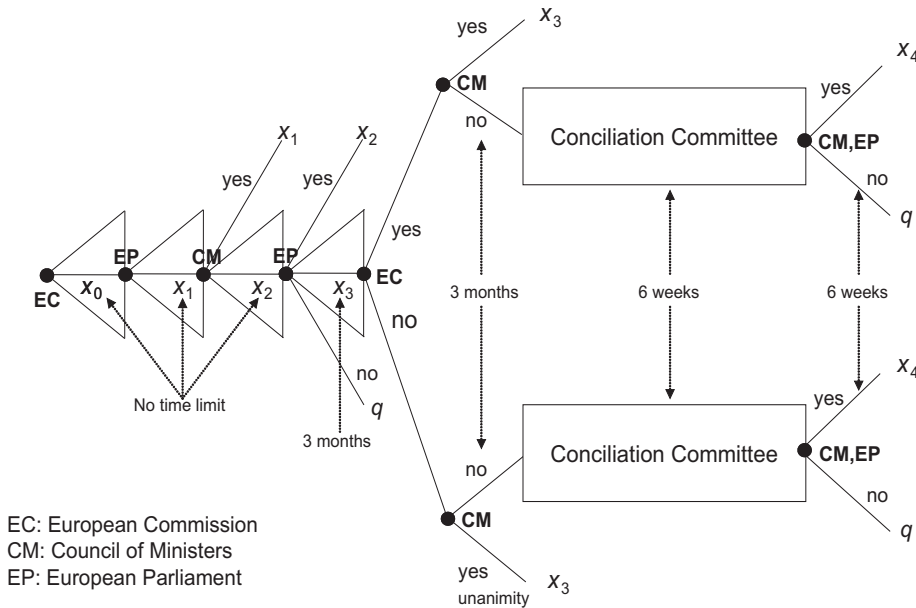 yes
x3
CM
no
Conciliation Committee
yes
x4
CM,EP
no
q
x1
x2
yes
yes
yes
EP
CM
EP
EC
EC
x0
x1
x2
x3
3 months
6 weeks
6 weeks
no
No time limit
no
q
3 months
yes
x4
no
Conciliation Committee
CM,EP
no
q
CM
yes
unanimity
x3
EC: European Commission
CM: Council of Ministers
EP: European Parliament